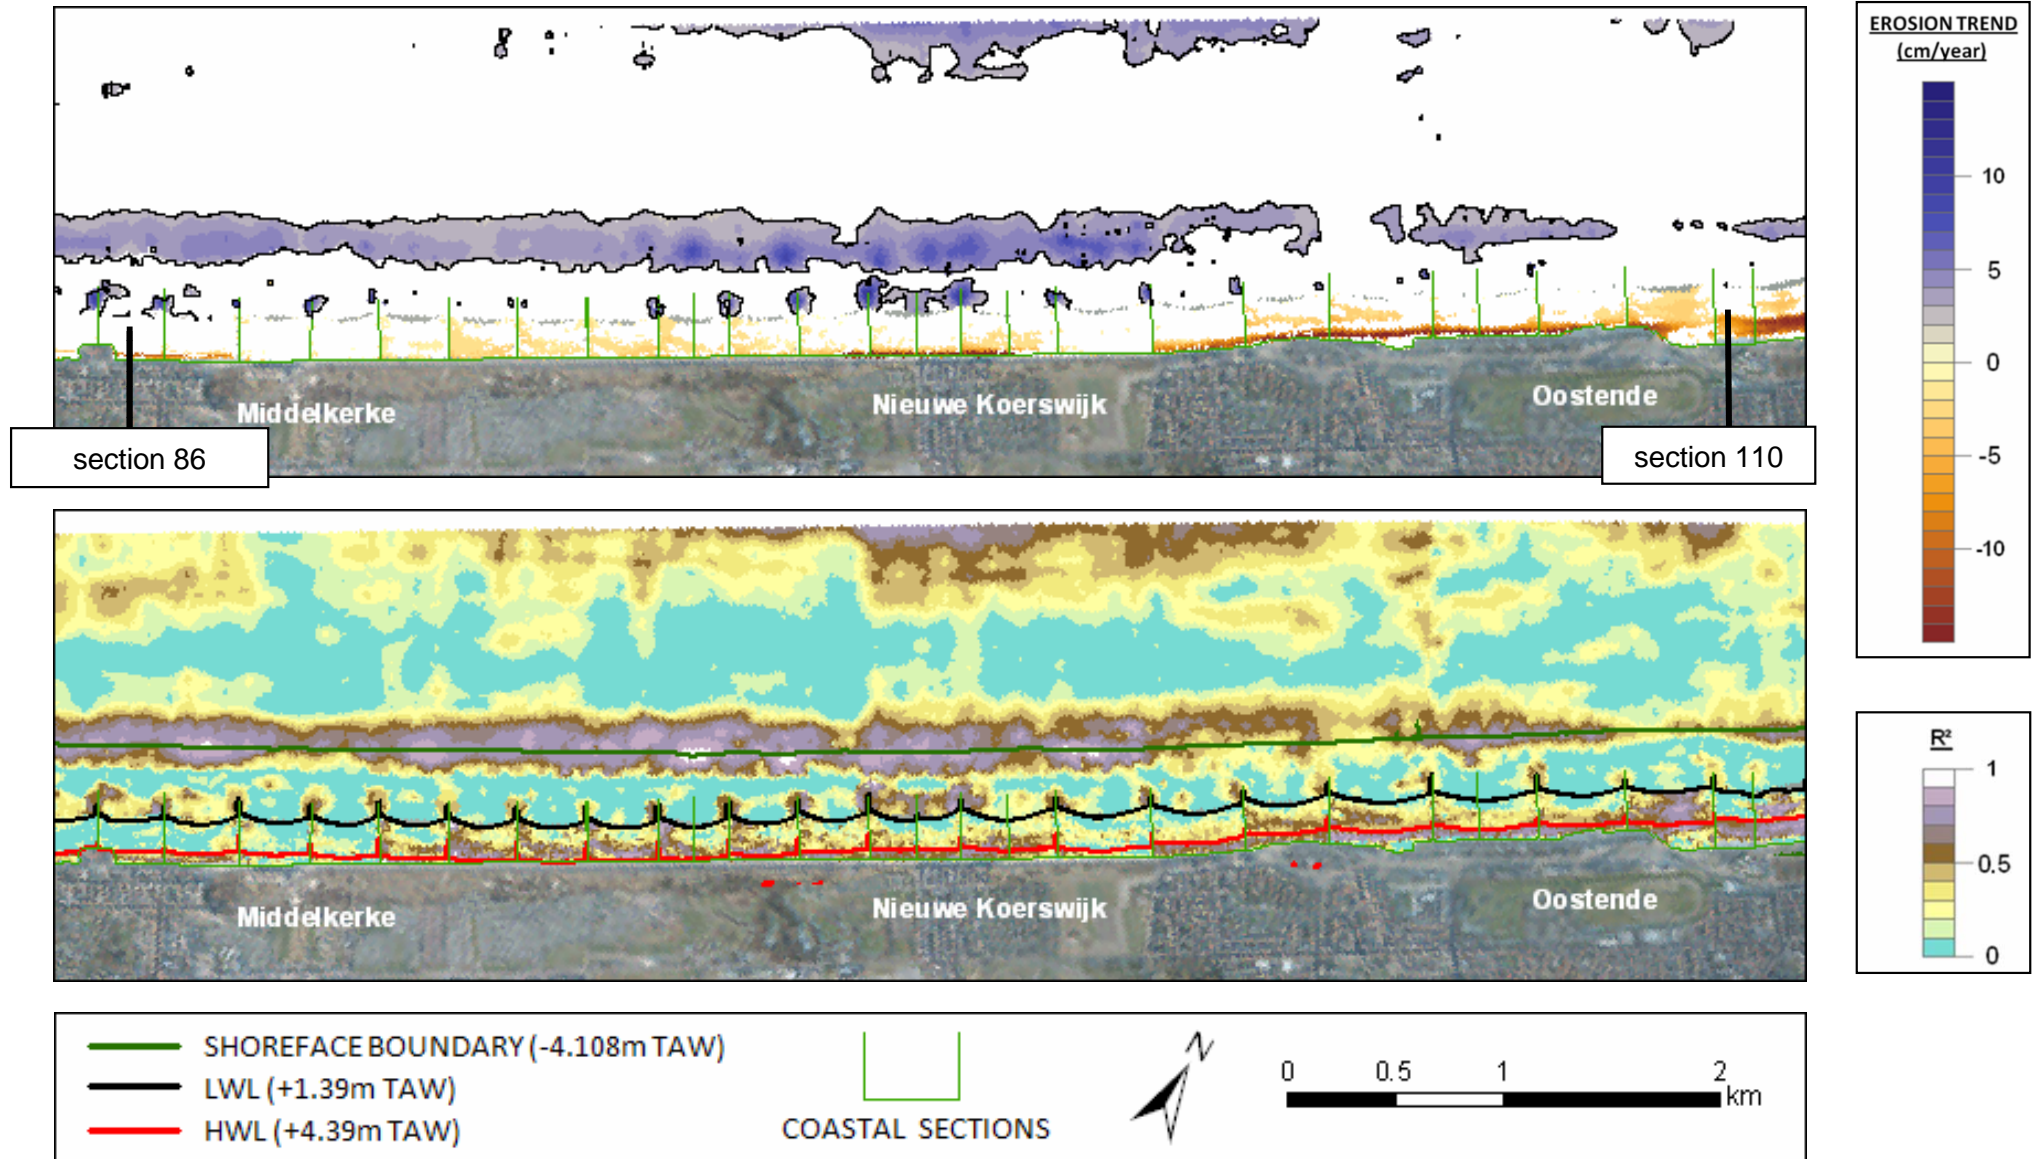 EROSION TREND
(cm/year)
10
5
0
-5
-10
Middelkerke
Nieuwe Koerswijk
Oostende
section 86
section 110
R²
1
0.5
0
Middelkerke
Nieuwe Koerswijk
Oostende
SHOREFACE BOUNDARY (-4.108m TAW)
LWL (+1.39m TAW)
HWL (+4.39m TAW)
COASTAL SECTIONS
N
0 0.5 1 2
km